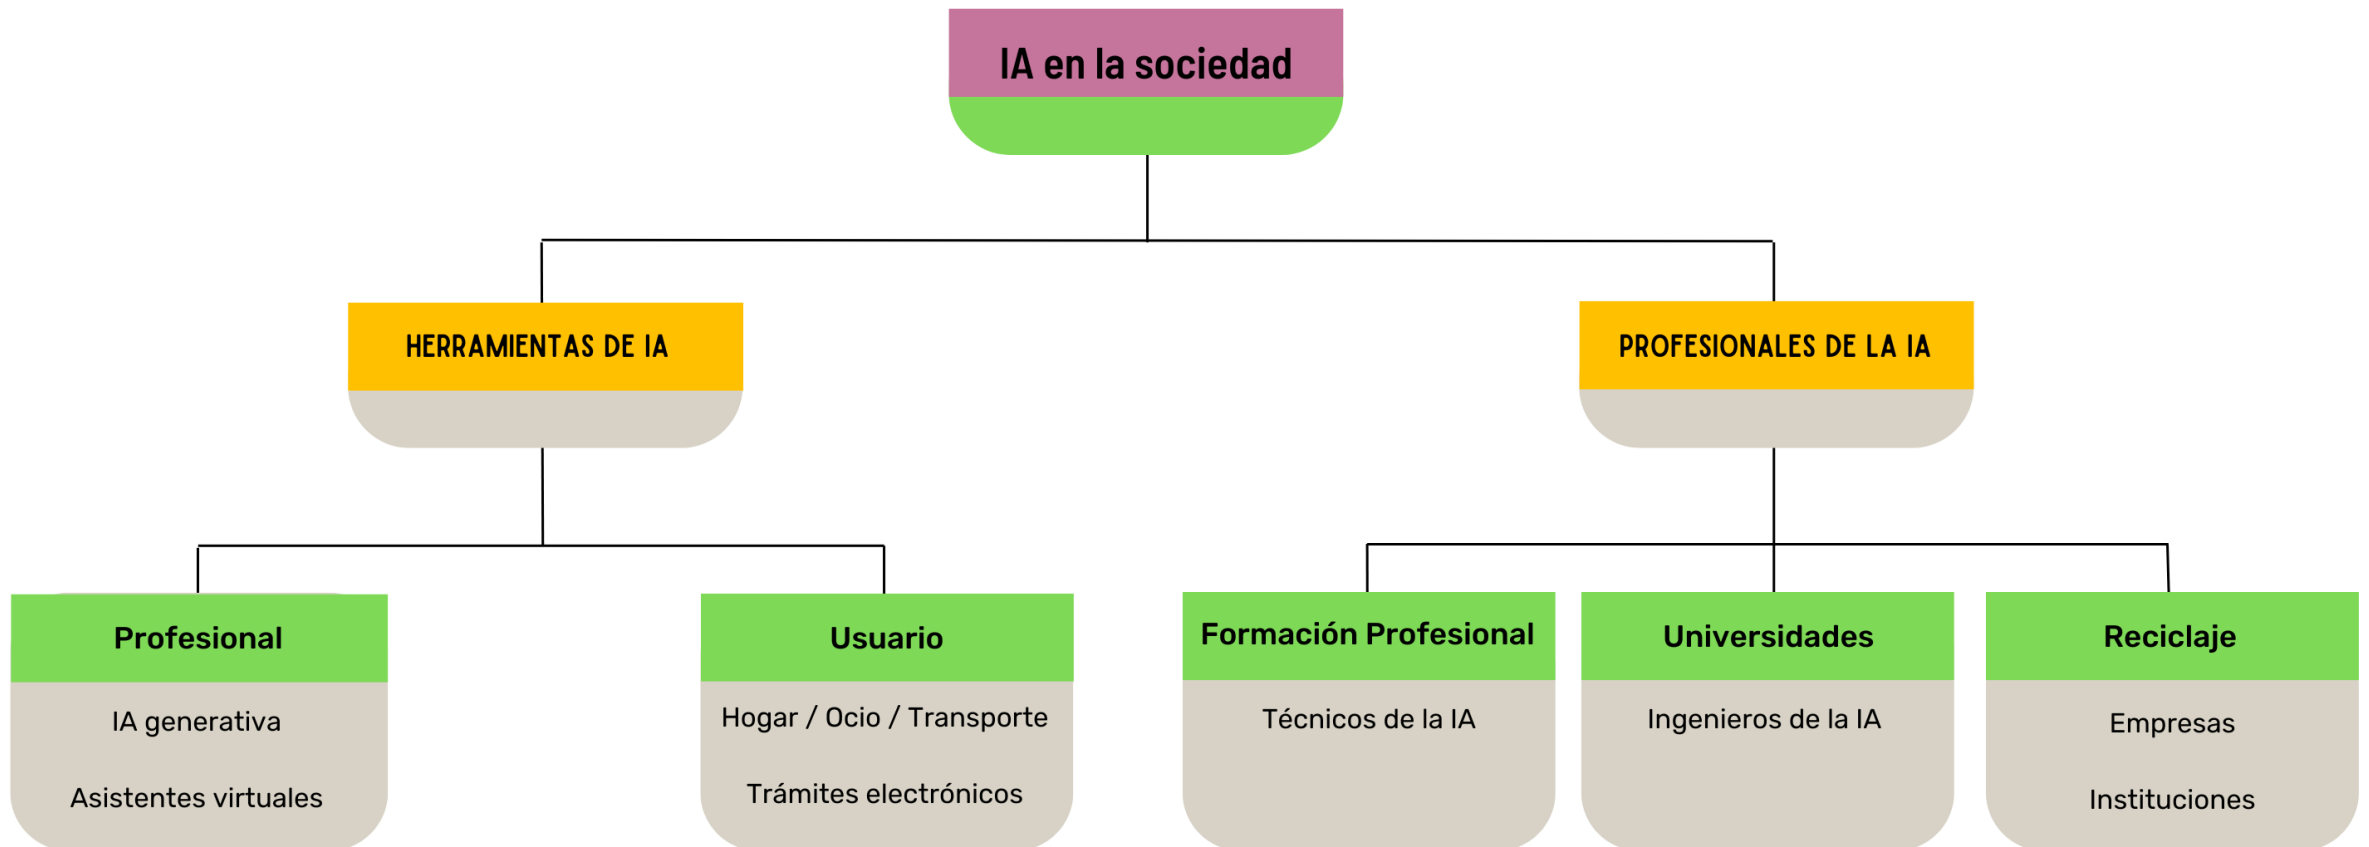 IA en la sociedad
HERRAMIENTAS DE IA
PROFESIONALES DE LA IA
Profesional
IA generativa
Asistentes virtuales
Usuario
Hogar / Ocio / Transporte
Trámites electrónicos
Formación Profesional
Técnicos de la IA
Universidades
Ingenieros de la IA
Reciclaje
Empresas
Instituciones